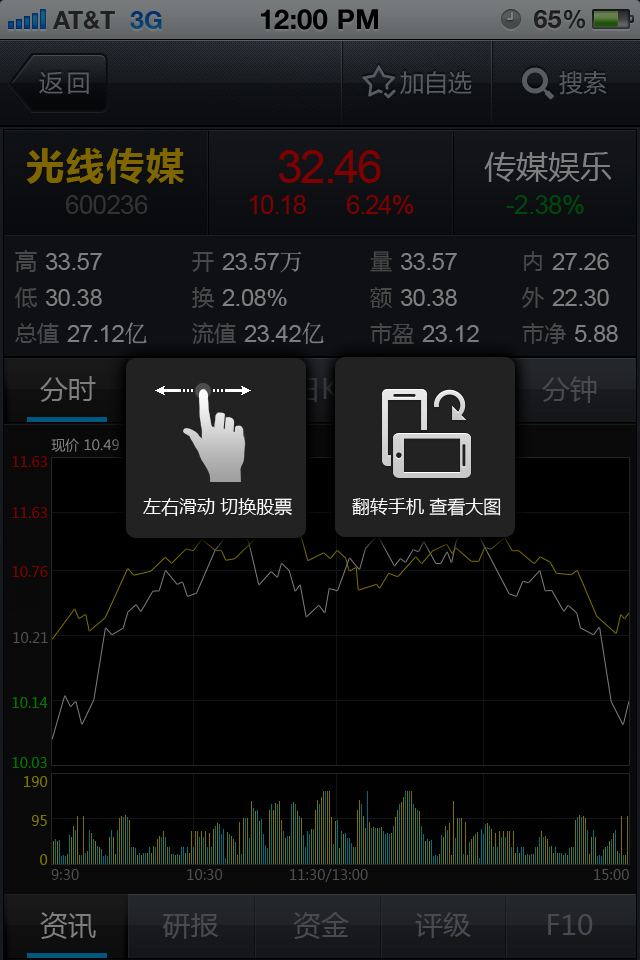 AT&T 3G 12:00 PM 65%
返回 加自选 搜索
光线传媒 32.46 传媒娱乐
600236 10.18 6.24% -2.38%
高 33.57 开 23.57万 量 33.57 内 27.26
低 30.38 换 2.08% 额 30.38 外 22.30
总值 27.12亿 流值 23.42亿 市盈 23.12 市净 5.88
分时 分钟
现价 10.49
11.63
左右滑动 切换股票 翻转手机 查看大图
11.63
10.76
10.21
10.14
10.03
190
95
0
9:30 10:30 11:30/13:00 15:00
资讯 研报 资金 评级 F10